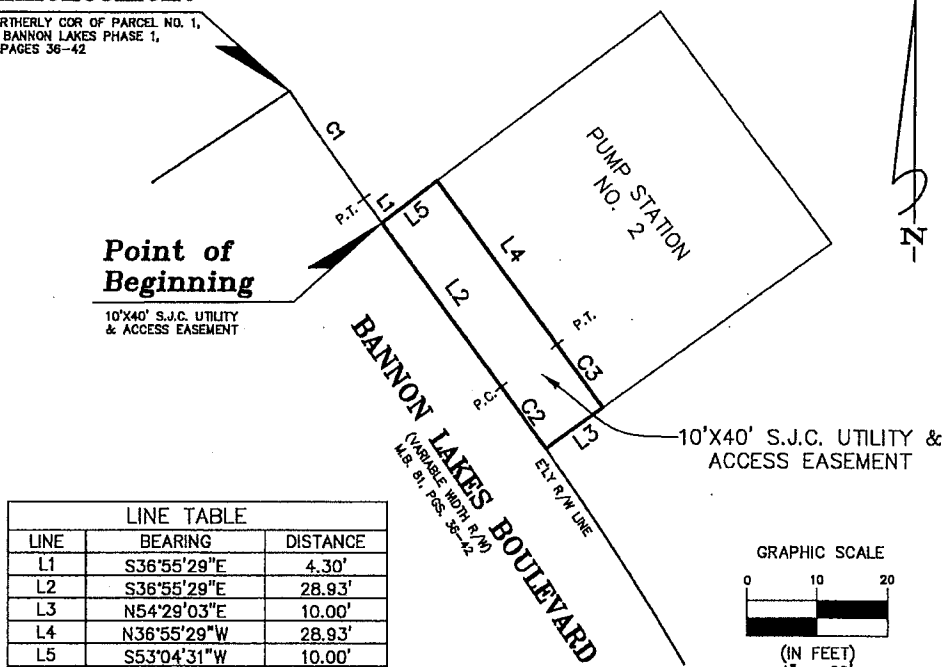 RTHERLY COR OF PARCEL NO. 1,
BANNON LAKES PHASE 1,
PAGES 36-42
C1
P.T.
L1
L5
PUMP STATION
NO. 2
N
Point of
Beginning
10'X40' S.J.C. UTILITY
& ACCESS EASEMENT
L2
L4
P.T.
C3
P.C.
C2
L3
10'X40' S.J.C. UTILITY &
ACCESS EASEMENT
BANNON LAKES BOULEVARD
(VARIABLE WIDTH R/W)
M.B. 81, PGS. 36-42
ELY R/W LINE
LINE TABLE
LINE BEARING DISTANCE
L1 S36°55'29"E 4.30'
L2 S36°55'29"E 28.93'
L3 N54°29'03"E 10.00'
L4 N36°55'29"W 28.93'
L5 S53°04'31"W 10.00'
GRAPHIC SCALE
0 10 20
(IN FEET)